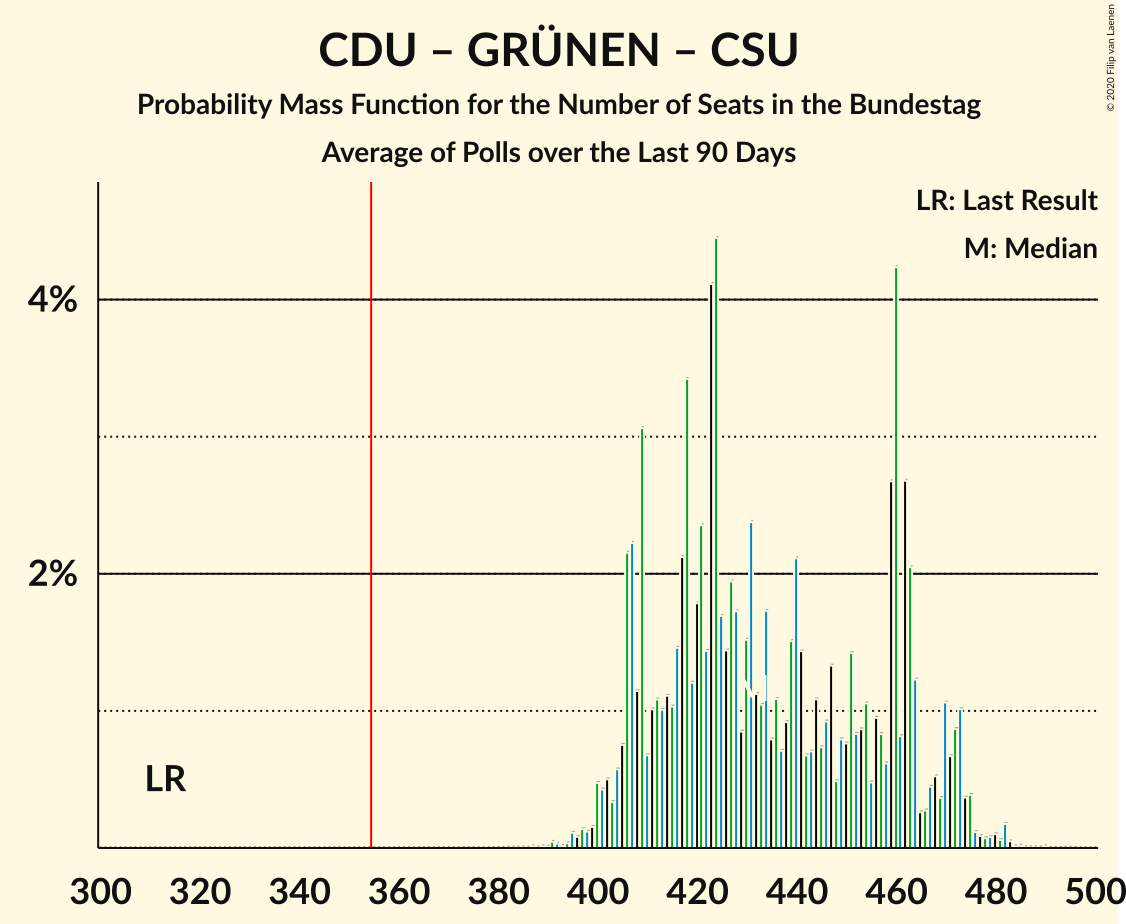 CDU – GRÜNEN – CSU
Probability Mass Function for the Number of Seats in the Bundestag
Average of Polls over the Last 90 Days
© 2020 Filip van Laenen
LR: Last Result
M: Median
4%
2%
LR
300 320 340 360 380 400 420 440 460 480 500